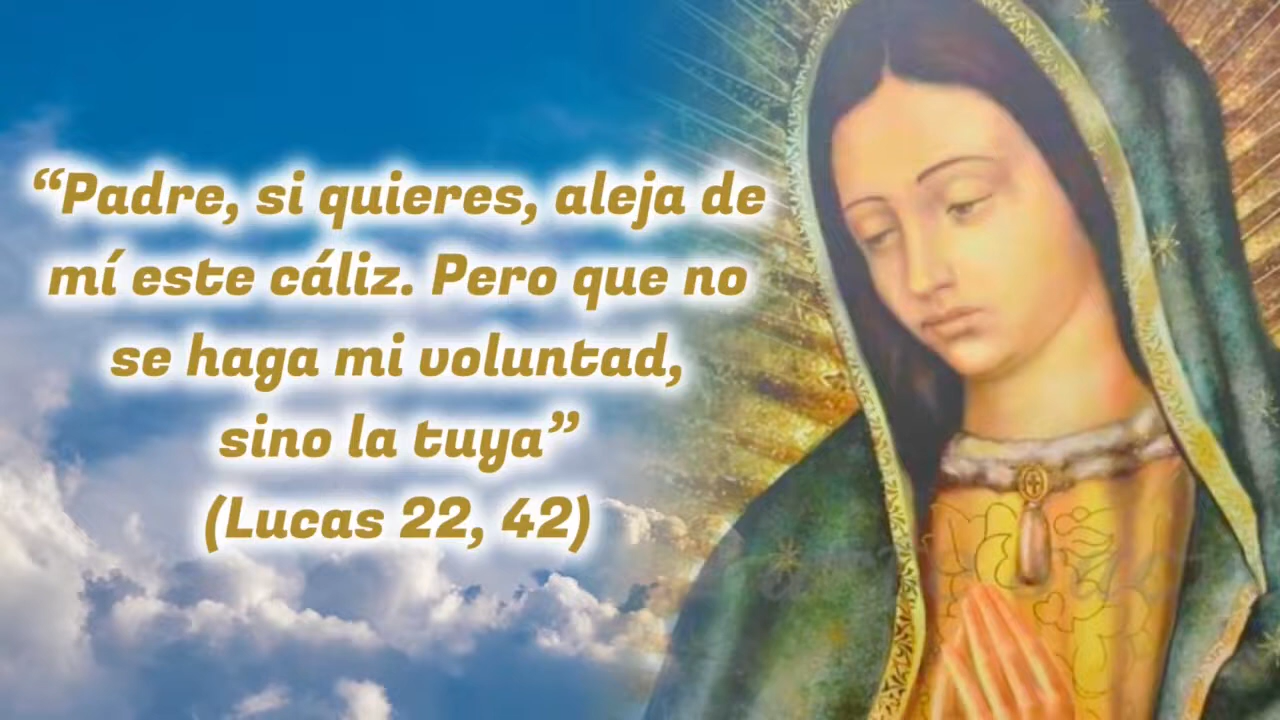 “Padre, si quieres, aleja de
mí este cáliz. Pero que no
se haga mi voluntad,
sino la tuya”
(Lucas 22, 42)